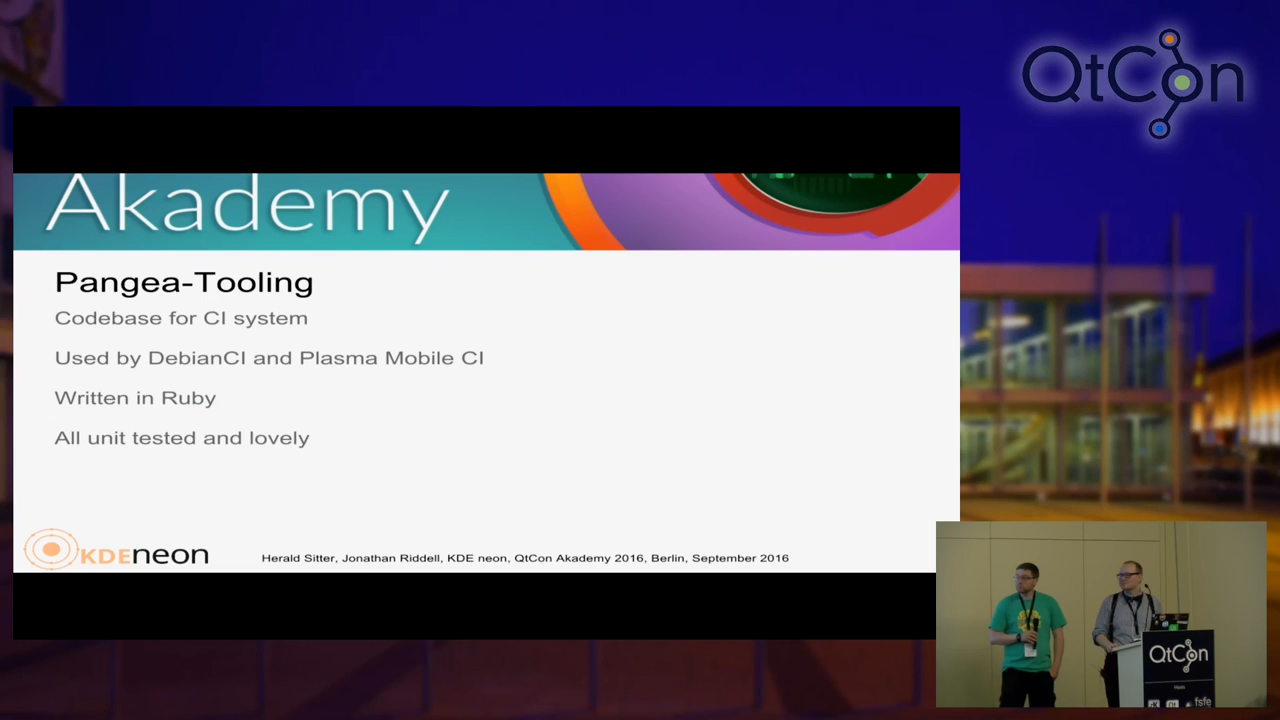 QtCon
Akademy
Pangea-Tooling
Codebase for CI system
Used by DebianCI and Plasma Mobile CI
Written in Ruby
All unit tested and lovely
KDEneon
Herald Sitter, Jonathan Riddell, KDE neon, QtCon Akademy 2016, Berlin, September 2016
QtCon
fsfe